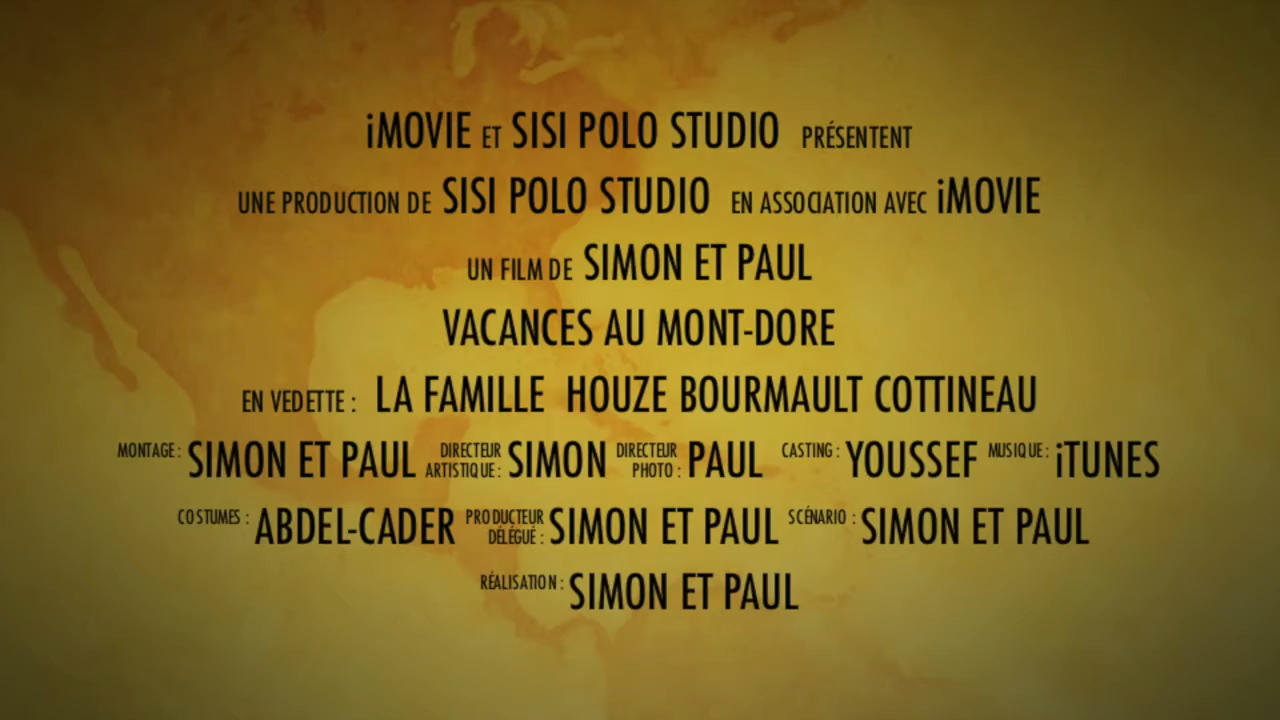 iMOVIE ET SISI POLO STUDIO PRÉSENTENT
UNE PRODUCTION DE SISI POLO STUDIO EN ASSOCIATION AVEC iMOVIE
UN FILM DE SIMON ET PAUL
VACANCES AU MONT-DORE
EN VEDETTE : LA FAMILLE HOUZE BOURMAULT COTTINEAU
MONTAGE : SIMON ET PAUL DIRECTEUR ARTISTIQUE : SIMON DIRECTEUR PHOTO : PAUL CASTING : YOUSSEF MUSIQUE : iTUNES
COSTUMES : ABDEL-CADER PRODUCTEUR DÉLÉGUÉ : SIMON ET PAUL SCÉNARIO : SIMON ET PAUL
RÉALISATION : SIMON ET PAUL